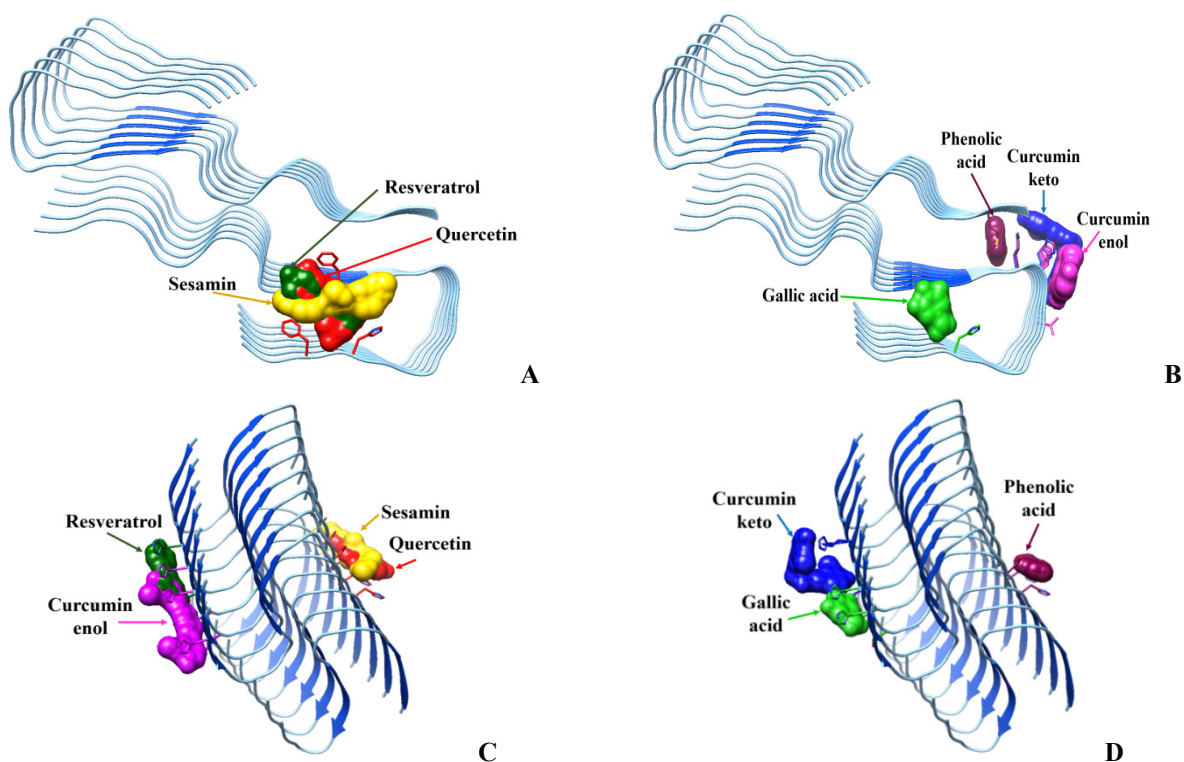 Resveratrol
Quercetin
Sesamin
A
Phenolic
acid
Curcumin
keto
Curcumin
enol
Gallic acid
B
Resveratrol
Curcumin
enol
Sesamin
Quercetin
C
Curcumin
keto
Gallic
acid
Phenolic
acid
D